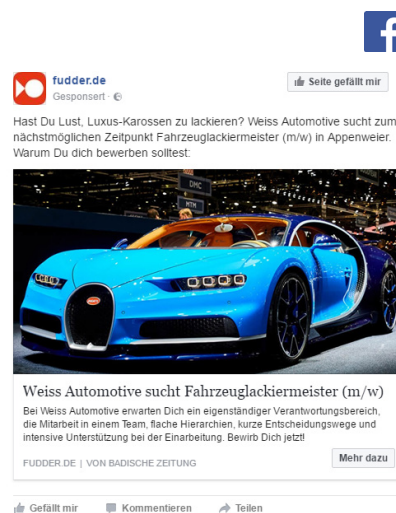 f
fudder.de
Gesponsert ·
Seite gefällt mir
Hast Du Lust, Luxus-Karossen zu lackieren? Weiss Automotive sucht zum
nächstmöglichen Zeitpunkt Fahrzeuglackiermeister (m/w) in Appenweier.
Warum Du dich bewerben solltest:
DMC
MTM
Weiss Automotive sucht Fahrzeuglackiermeister (m/w)
Bei Weiss Automotive erwarten Dich ein eigenständiger Verantwortungsbereich,
die Mitarbeit in einem Team, flache Hierarchien, kurze Entscheidungswege und
intensive Unterstützung bei der Einarbeitung. Bewirb Dich jetzt!
FUDDER.DE | VON BADISCHE ZEITUNG
Mehr dazu
Gefällt mir Kommentieren Teilen